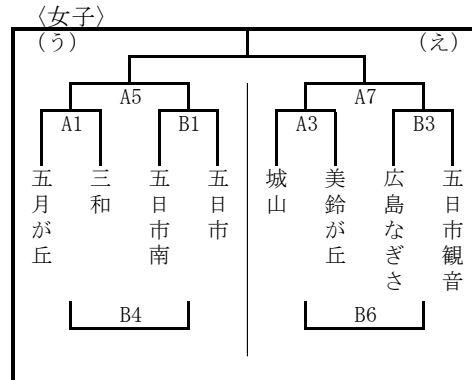 〈女子〉
(う)
(え)
A5
A7
A1
B1
A3
B3
五月が丘
三和
五日市南
五日市
城山
美鈴が丘
広島なぎさ
五日市観音
B4
B6